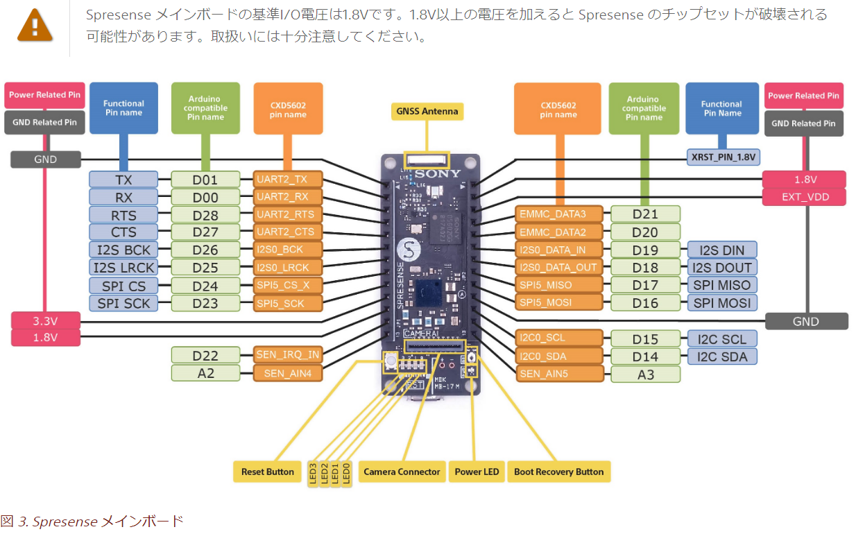 Spresense メインボードの基準I/O電圧は1.8Vです。1.8V以上の電圧を加えると Spresense のチップセットが破壊される
可能性があります。取扱いには十分注意してください。
Power Related Pin
GND Related Pin
Functional
Pin name
Arduino
compatible
Pin name
CXD5602
pin name
GNSS Antenna
CXD5602
pin name
Arduino
compatible
Pin name
Functional
Pin Name
Power Related Pin
GND Related Pin
GND
XRST_PIN_1.8V
TX D01 UART2_TX
1.8V
RX D00 UART2_RX
EXT_VDD
RTS D28 UART2_RTS
EMMC_DATA3 D21
CTS D27 UART2_CTS
EMMC_DATA2 D20
I2S BCK D26 I2S0_BCK
I2S0_DATA_IN D19 I2S DIN
I2S LRCK D25 I2S0_LRCK
I2S0_DATA_OUT D18 I2S DOUT
SPI CS D24 SPI5_CS_X
SPI5_MISO D17 SPI MISO
SPI SCK D23 SPI5_SCK
SPI5_MOSI D16 SPI MOSI
3.3V
GND
1.8V
I2C0_SCL D15 I2C SCL
D22 SEN_IRQ_IN
I2C0_SDA D14 I2C SDA
A2 SEN_AIN4
SEN_AIN5 A3
SONY
SPRESENSE
CAMERA
Reset Button
LED3
LED2
LED1
LED0
Camera Connector
Power LED
Boot Recovery Button
図 3. Spresense メインボード